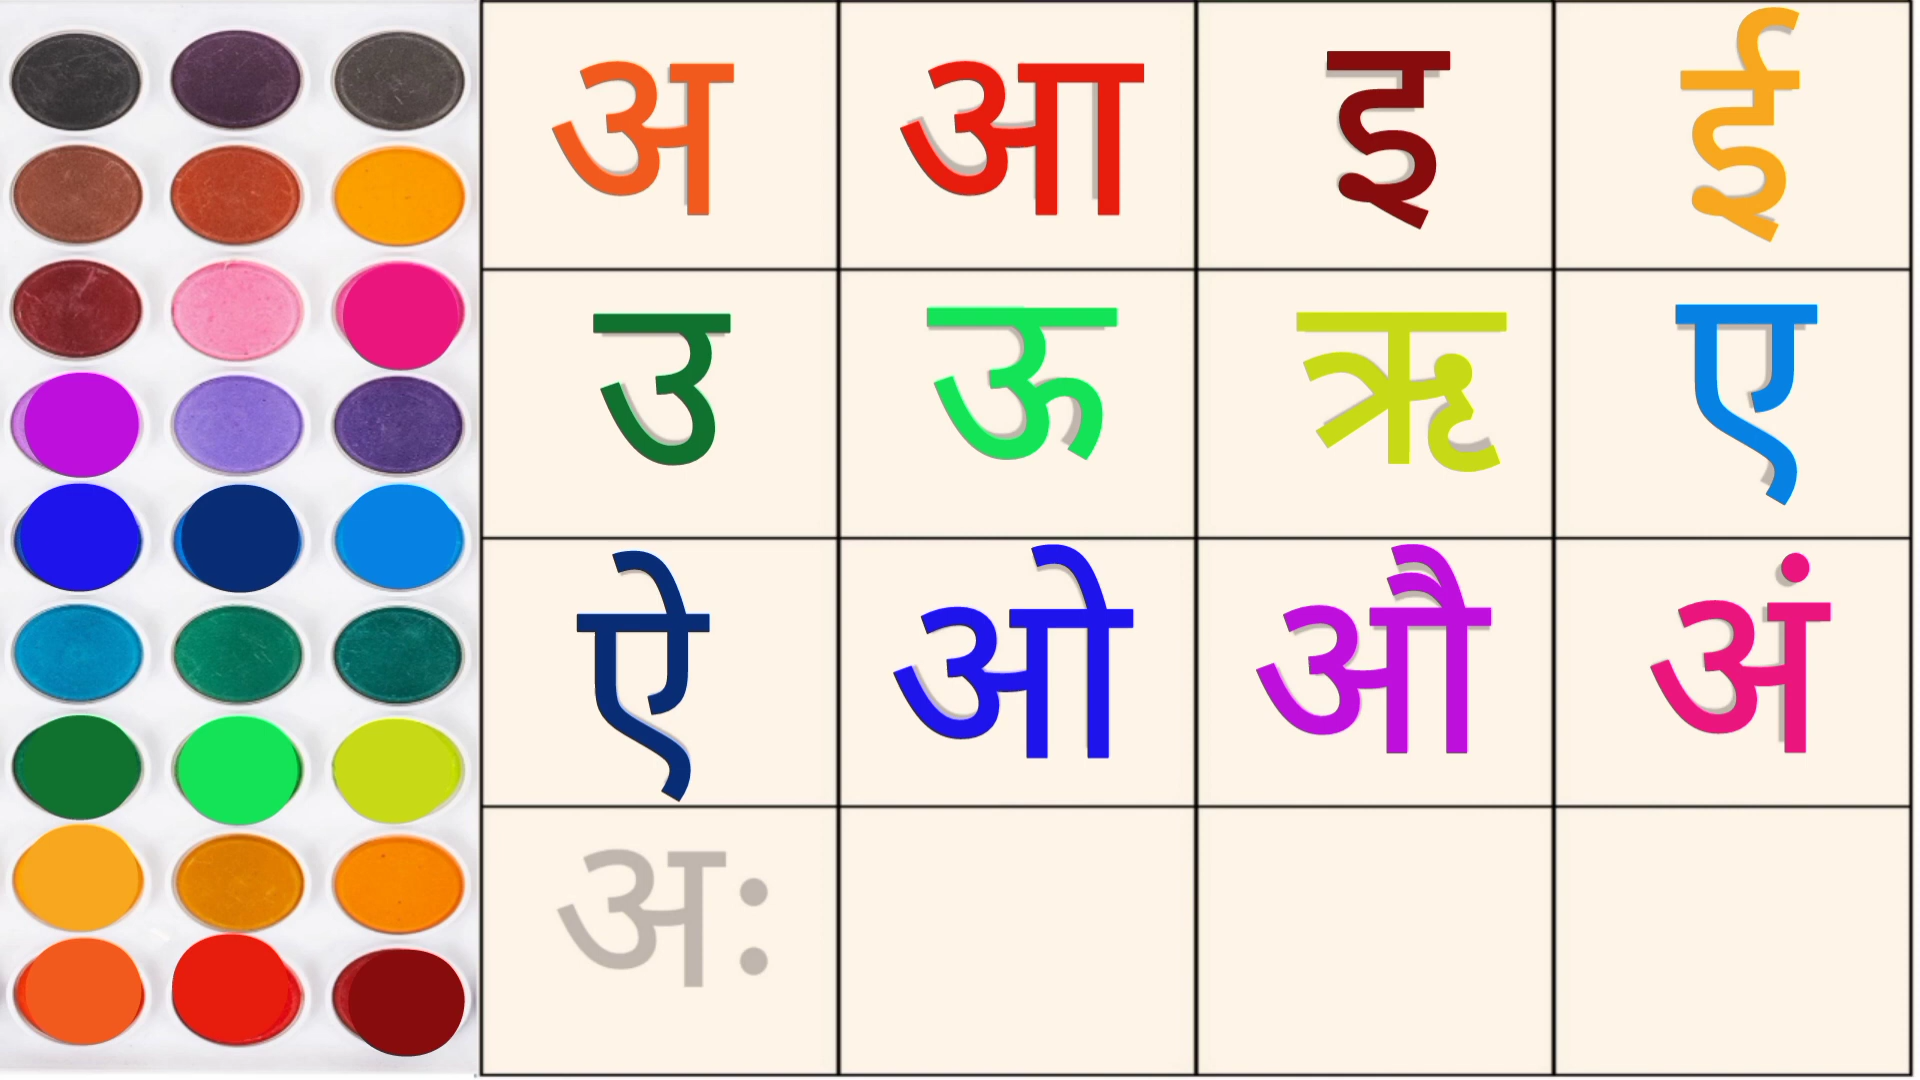 अ आ इ ई
उ ऊ ऋ ए
ऐ ओ औ अं
अः